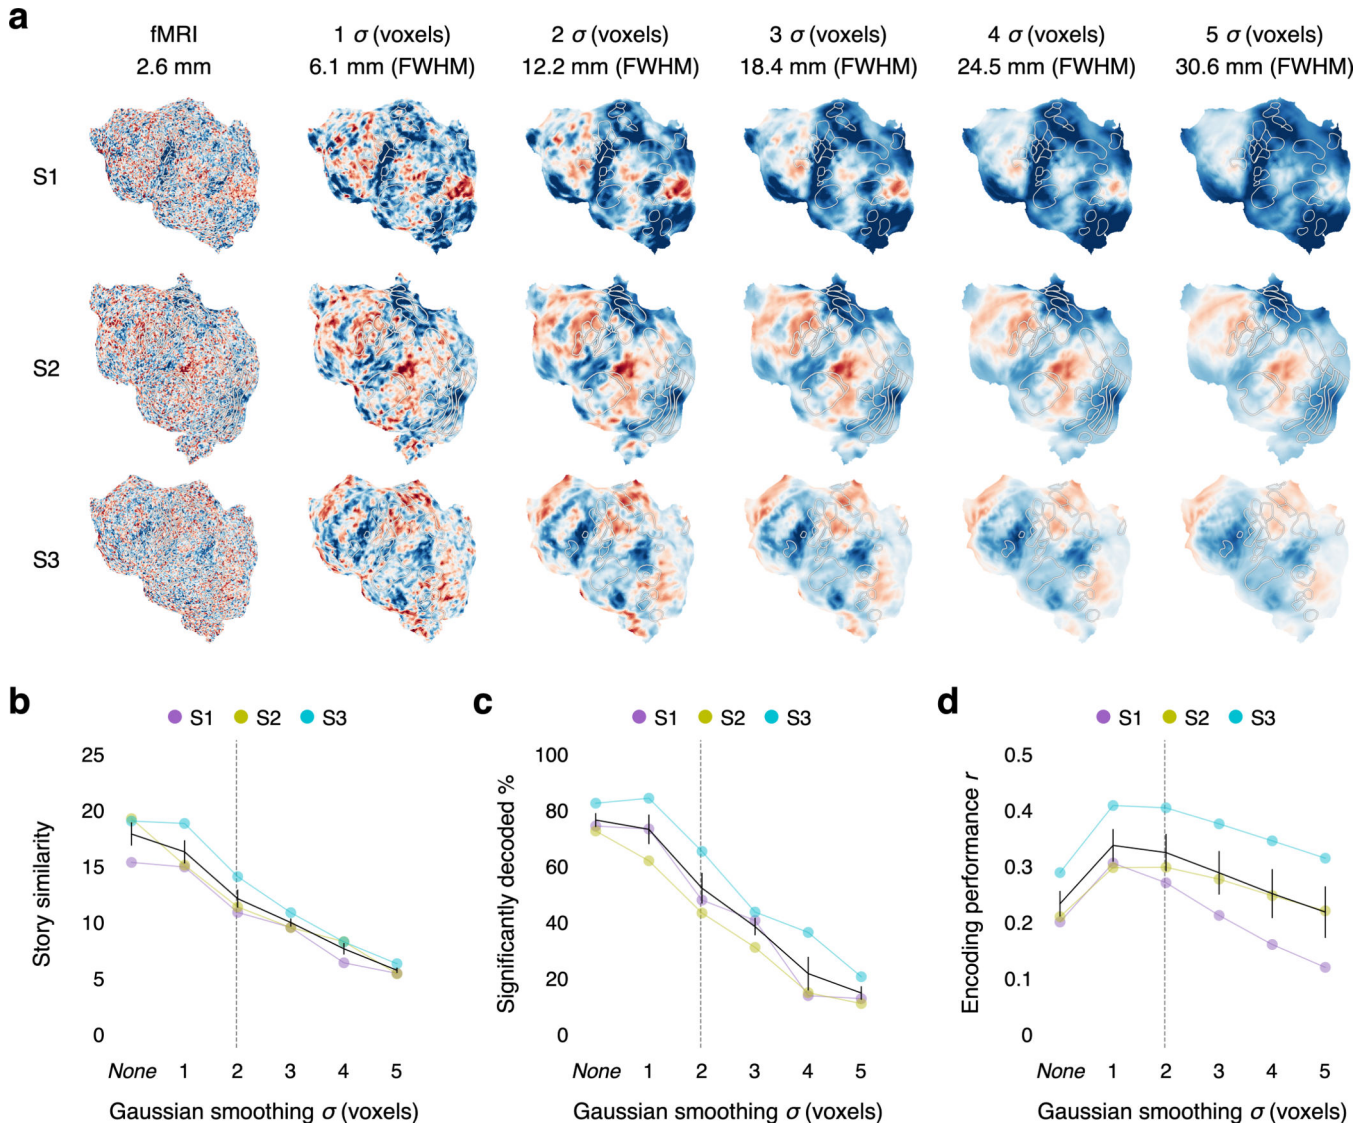 a
fMRI
2.6 mm
1 σ (voxels)
6.1 mm (FWHM)
2 σ (voxels)
12.2 mm (FWHM)
3 σ (voxels)
18.4 mm (FWHM)
4 σ (voxels)
24.5 mm (FWHM)
5 σ (voxels)
30.6 mm (FWHM)
S1
S2
S3
b
S1 S2 S3
Story similarity
25
20
15
10
5
0
None 1 2 3 4 5
Gaussian smoothing σ (voxels)
c
S1 S2 S3
Significantly decoded %
100
80
60
40
20
0
None 1 2 3 4 5
Gaussian smoothing σ (voxels)
d
S1 S2 S3
Encoding performance r
0.5
0.4
0.3
0.2
0.1
0
None 1 2 3 4 5
Gaussian smoothing σ (voxels)